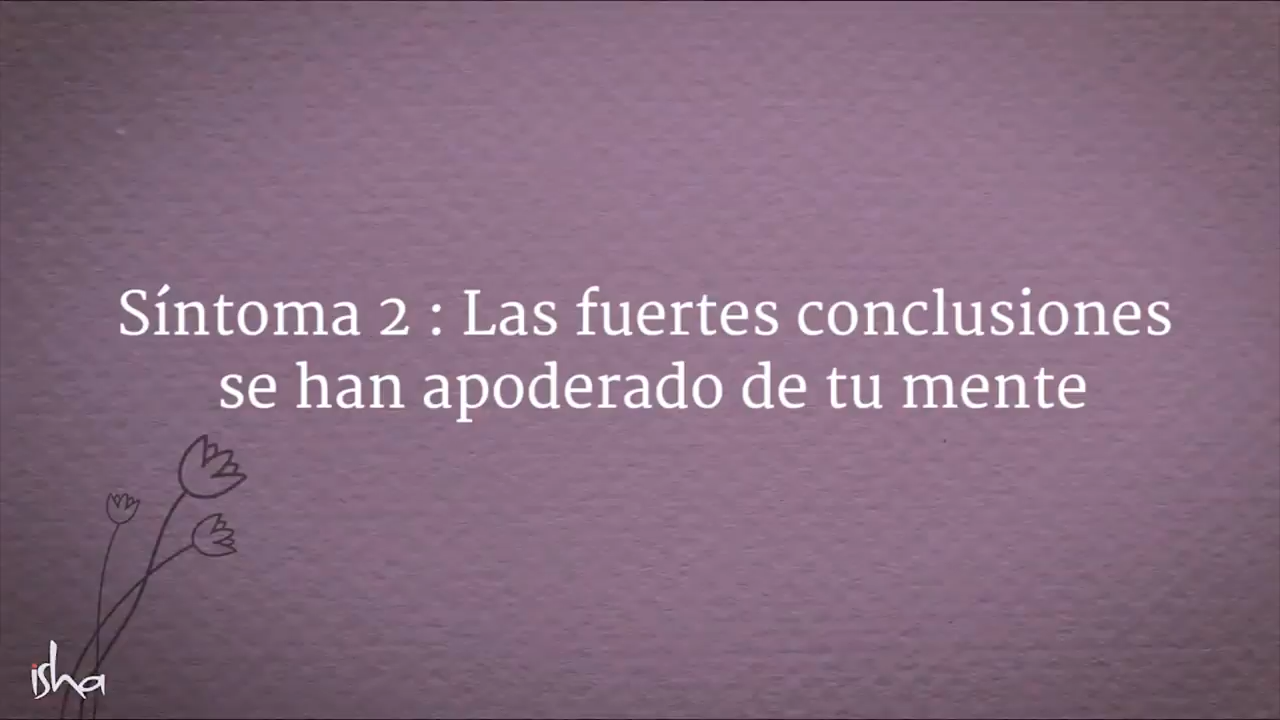 Síntoma 2 : Las fuertes conclusiones
se han apoderado de tu mente
isha